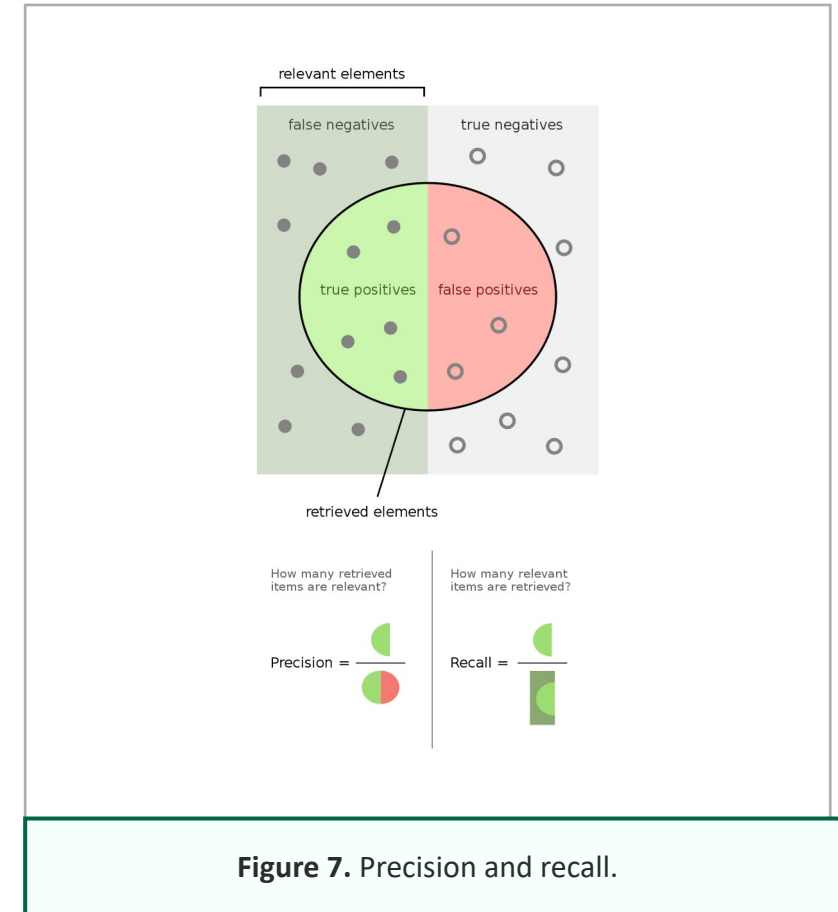 relevant elements
false negatives
true negatives
true positives
false positives
retrieved elements
How many retrieved
items are relevant?
Precision =
How many relevant
items are retrieved?
Recall =
Figure 7. Precision and recall.